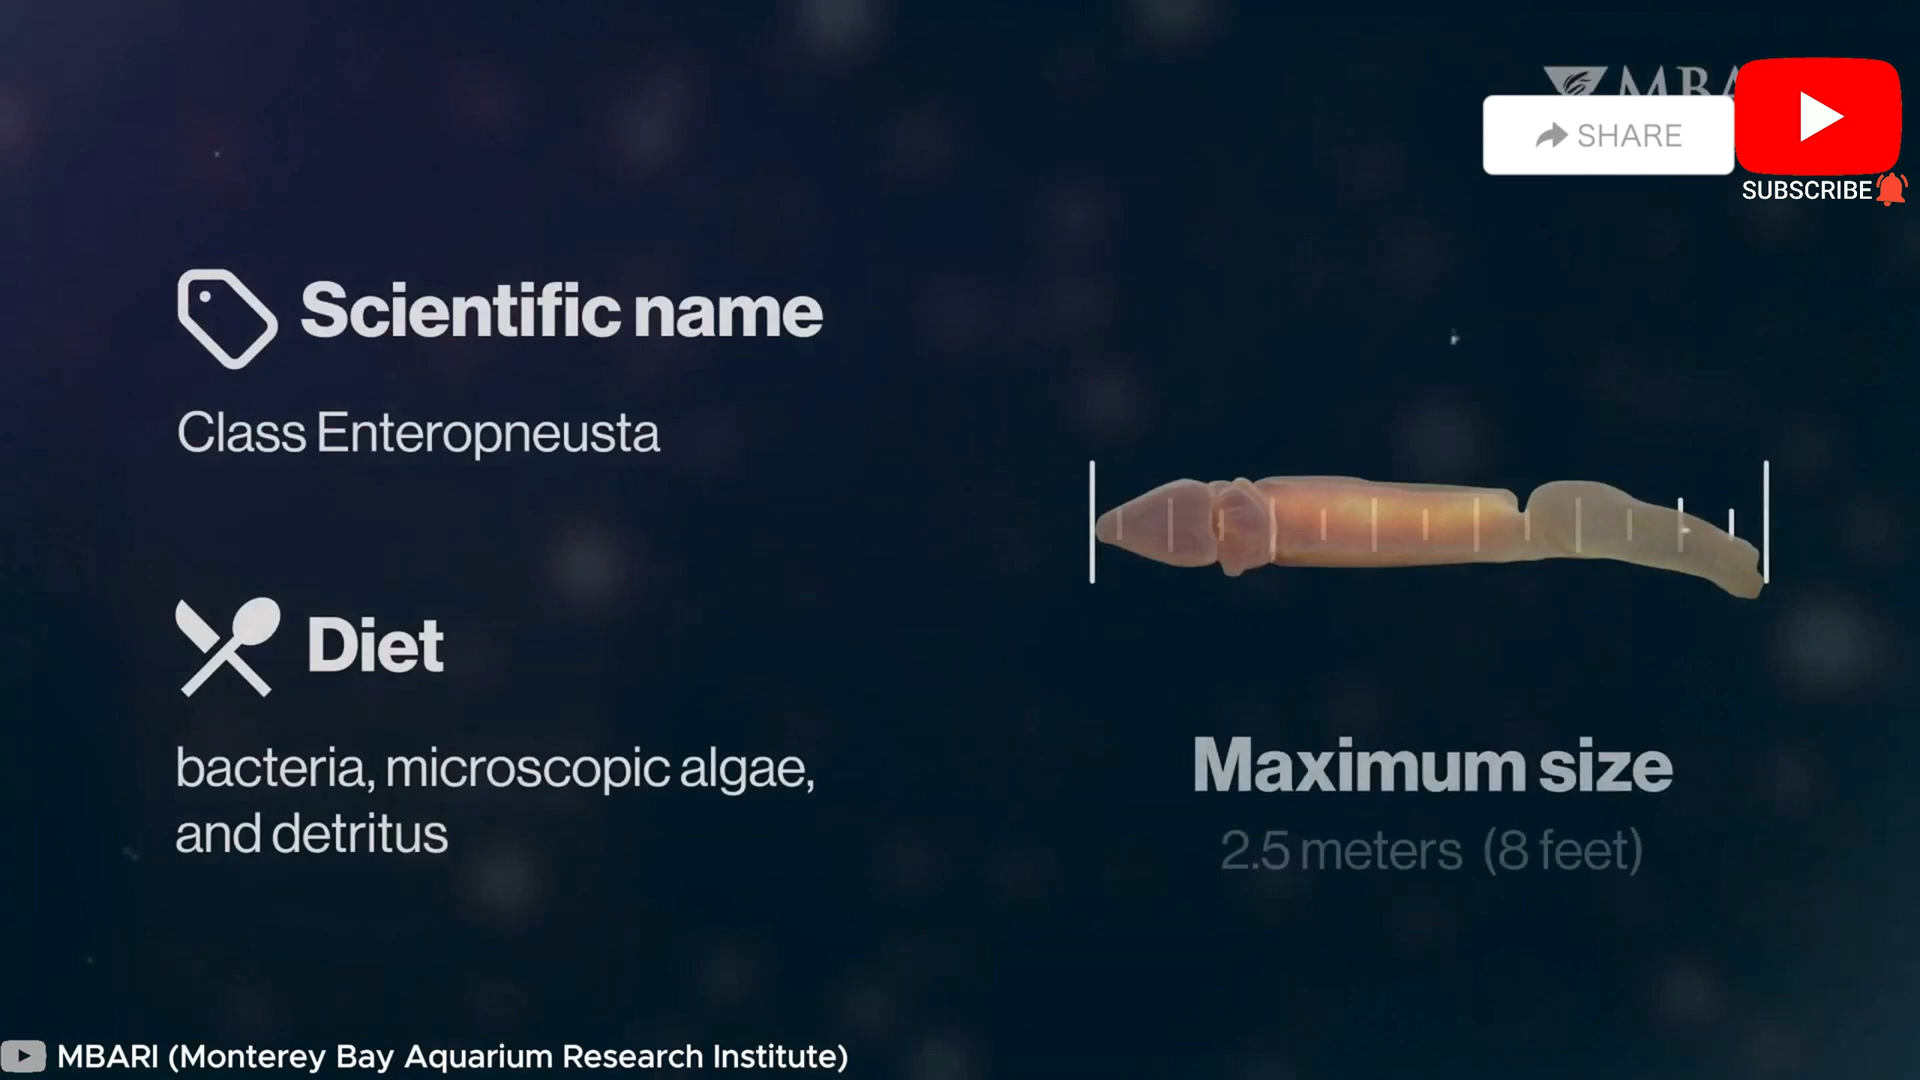 MBA
SHARE
SUBSCRIBE
Scientific name
Class Enteropneusta
Diet
bacteria, microscopic algae,
and detritus
Maximum size
2.5 meters (8 feet)
MBARI (Monterey Bay Aquarium Research Institute)